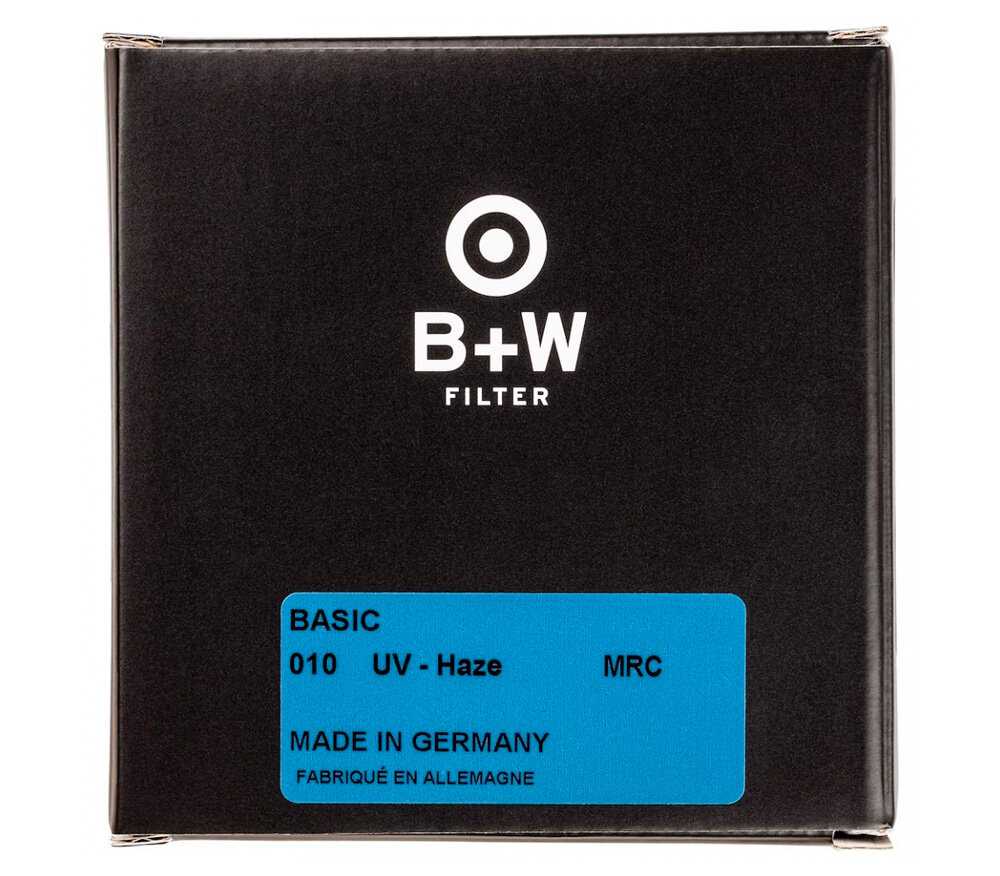 B+W
FILTER
BASIC
010 UV - Haze MRC
MADE IN GERMANY
FABRIQUÉ EN ALLEMAGNE